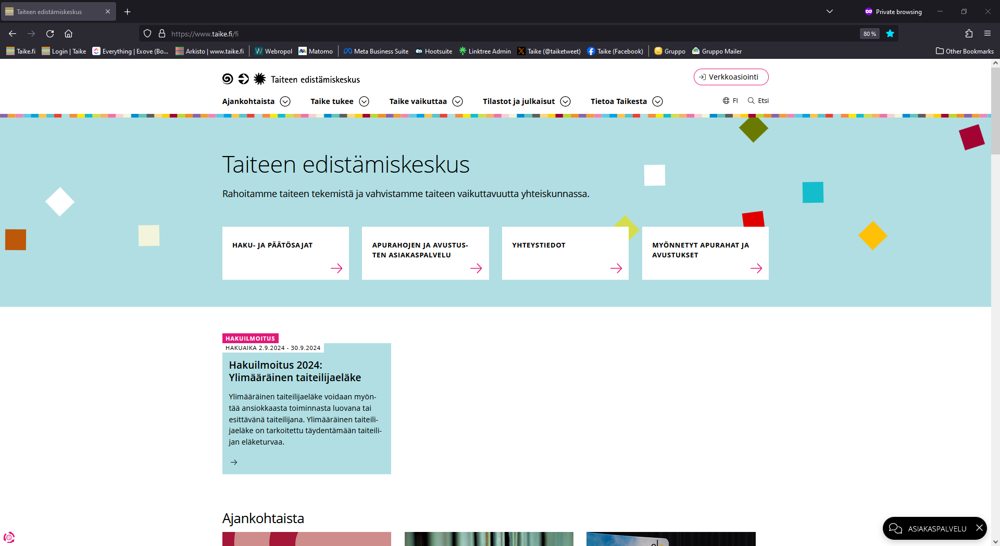 Taiteen edistämiskeskus
Private browsing
https://www.taike.fi/fi
80 %
Taike.fi
Login | Taike
Everything | Exove (Bo...
Arkisto | www.taike.fi
Webropol
Matomo
Meta Business Suite
Hootsuite
Linktree Admin
Taike (@taiketweet)
Taike (Facebook)
Gruppo
Gruppo Mailer
Other Bookmarks
Taiteen edistämiskeskus
Verkkoasiointi
Ajankohtaista
Taike tukee
Taike vaikuttaa
Tilastot ja julkaisut
Tietoa Taikesta
FI
Etsi
Taiteen edistämiskeskus
Rahoitamme taiteen tekemistä ja vahvistamme taiteen vaikuttavuutta yhteiskunnassa.
HAKU- JA PÄÄTÖSAJAT
APURAHOJEN JA AVUSTUS-
TEN ASIAKASPALVELU
YHTEYSTIEDOT
MYÖNNETYT APURAHAT JA
AVUSTUKSET
HAKUILMOITUS
HAKUAIKA 2.9.2024 - 30.9.2024
Hakuilmoitus 2024:
Ylimääräinen taiteilijaeläke
Ylimääräinen taiteilijaeläke voidaan myön-
tää ansiokkaasta toiminnasta luovana tai
esittävänä taiteilijana. Ylimääräinen taiteili-
jaeläke on tarkoitettu täydentämään taiteili-
jan eläketurvaa.
Ajankohtaista
ASIAKASPALVELU